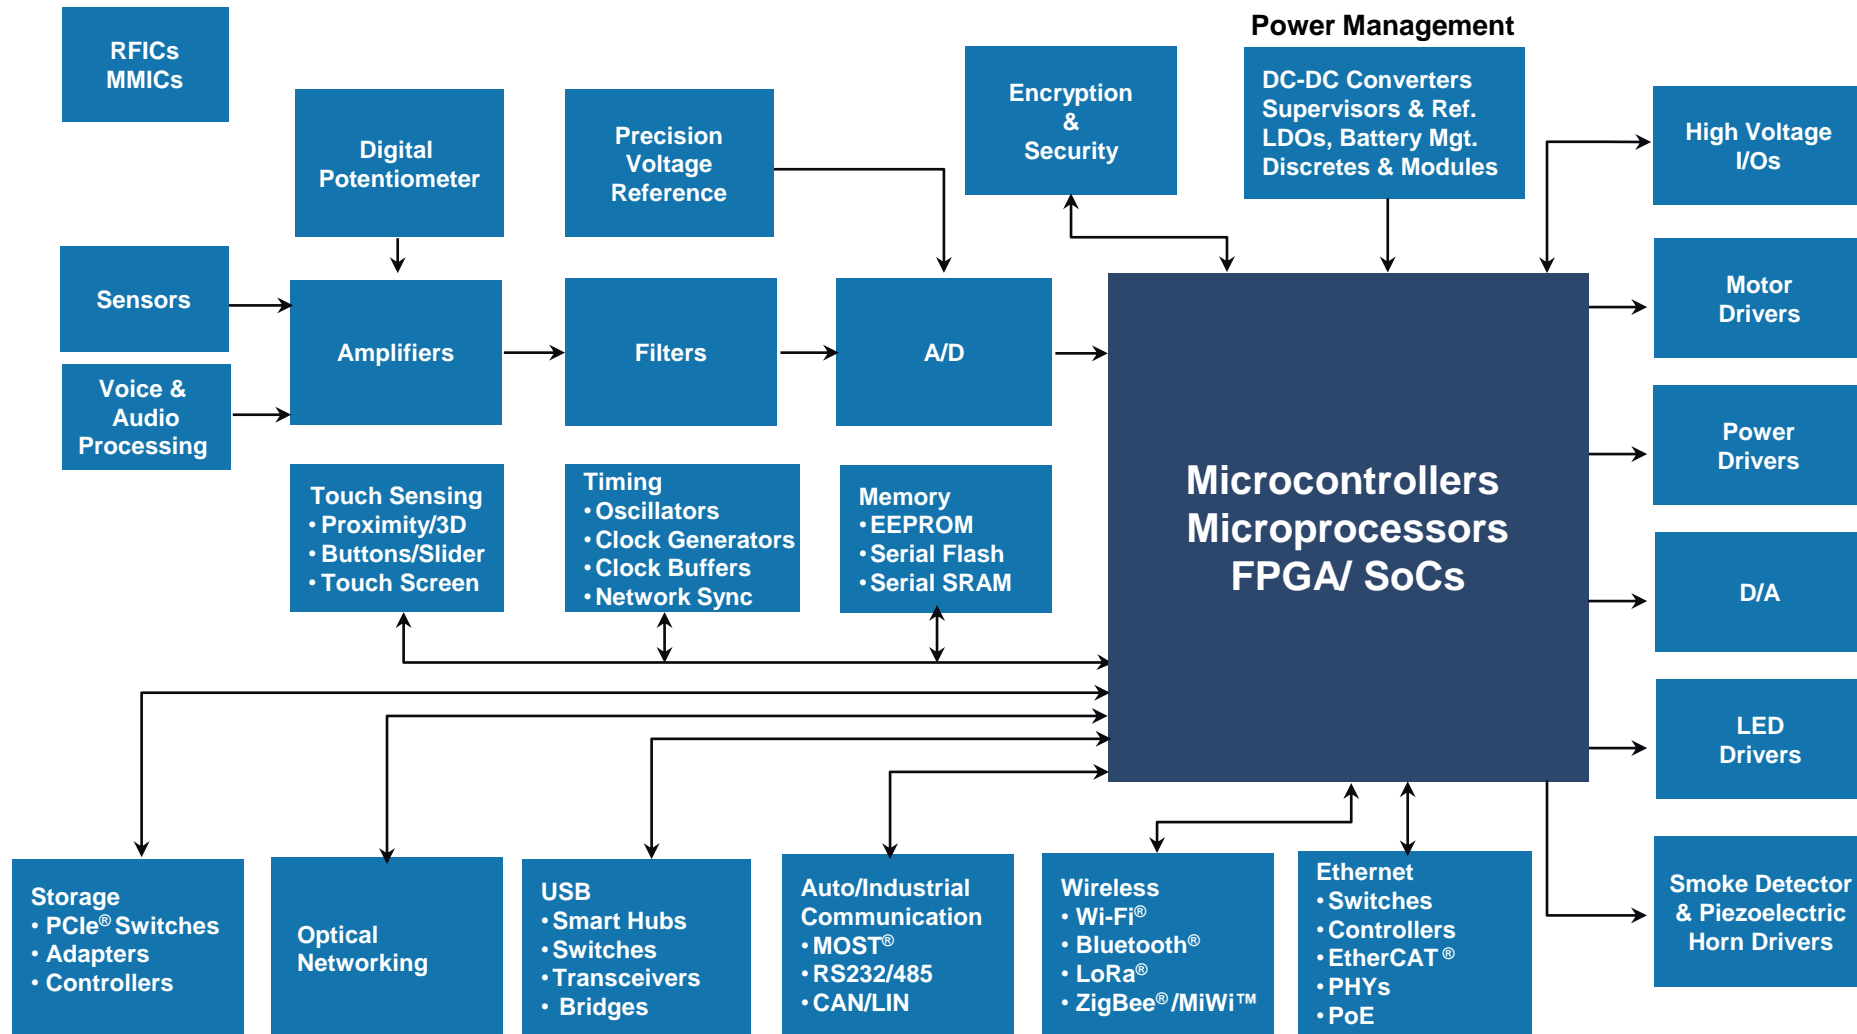 Power Management
RFICs
MMICs
Digital
Potentiometer
Precision
Voltage
Reference
Encryption
&
Security
DC-DC Converters
Supervisors & Ref.
LDOs, Battery Mgt.
Discretes & Modules
High Voltage
I/Os
Sensors
Voice &
Audio
Processing
Amplifiers
Filters
A/D
Motor
Drivers
Power
Drivers
Touch Sensing
• Proximity/3D
• Buttons/Slider
• Touch Screen
Timing
• Oscillators
• Clock Generators
• Clock Buffers
• Network Sync
Memory
• EEPROM
• Serial Flash
• Serial SRAM
Microcontrollers
Microprocessors
FPGA/ SoCs
D/A
LED
Drivers
Storage
• PCIe® Switches
• Adapters
• Controllers
Optical
Networking
USB
• Smart Hubs
• Switches
• Transceivers
• Bridges
Auto/Industrial
Communication
• MOST®
• RS232/485
• CAN/LIN
Wireless
• Wi-Fi®
• Bluetooth®
• LoRa®
• ZigBee® /MiWi™
Ethernet
• Switches
• Controllers
• EtherCAT ®
• PHYs
• PoE
Smoke Detector
& Piezoelectric
Horn Drivers